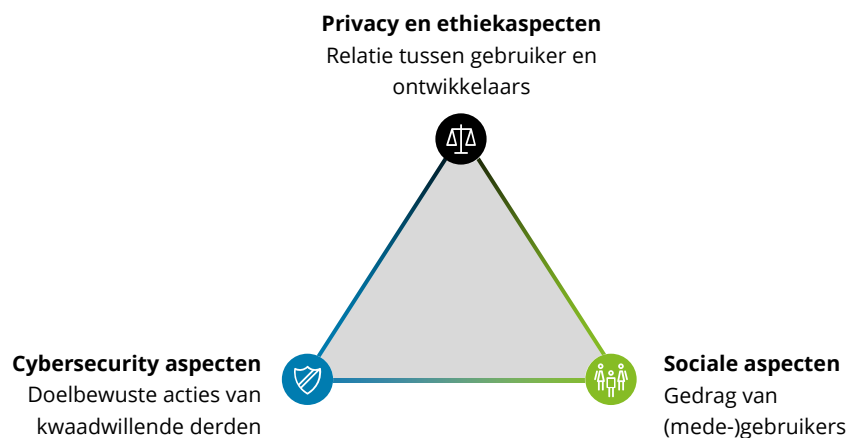 Privacy en ethiekaspecten
Relatie tussen gebruiker en
ontwikkelaars
Cybersecurity aspecten
Doelbewuste acties van
kwaadwillende derden
Sociale aspecten
Gedrag van
(mede-)gebruikers